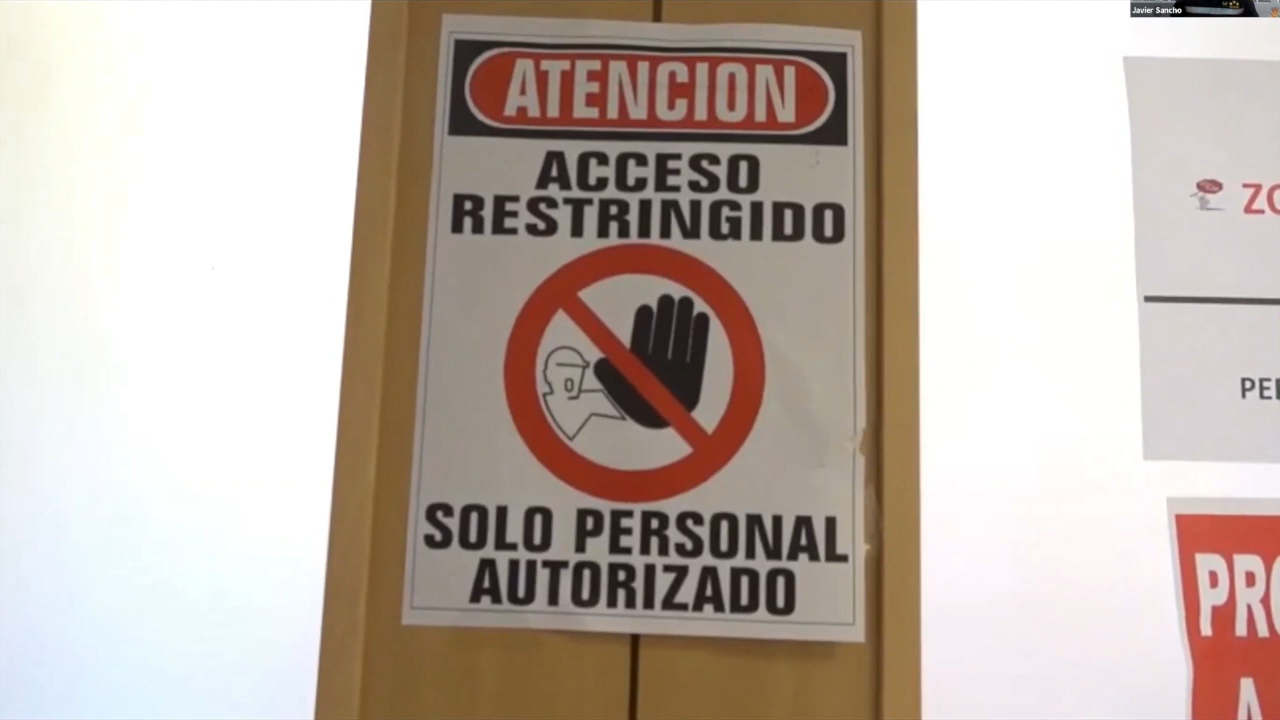 Javier Sancho
ATENCION
ACCESO
RESTRINGIDO
SOLO PERSONAL
AUTORIZADO